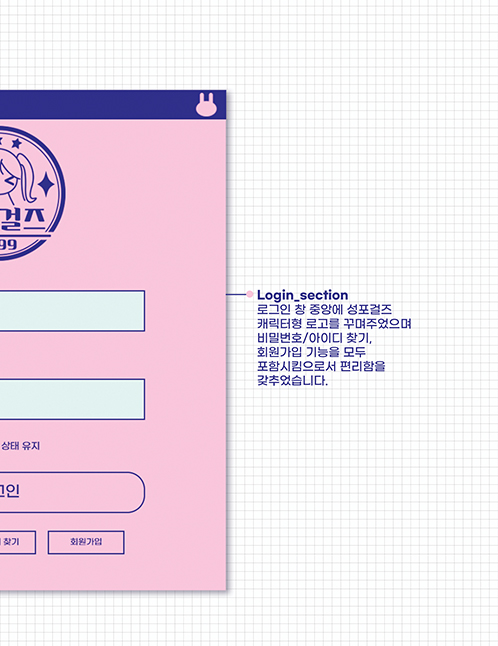 걸즈
99
Login_section
로그인 창 중앙에 성포걸즈
캐릭터형 로고를 꾸며주었으며
비밀번호/아이디 찾기,
회원가입 기능을 모두
포함시킴으로서 편리함을
갖추었습니다.
상태 유지
그인
찾기
회원가입